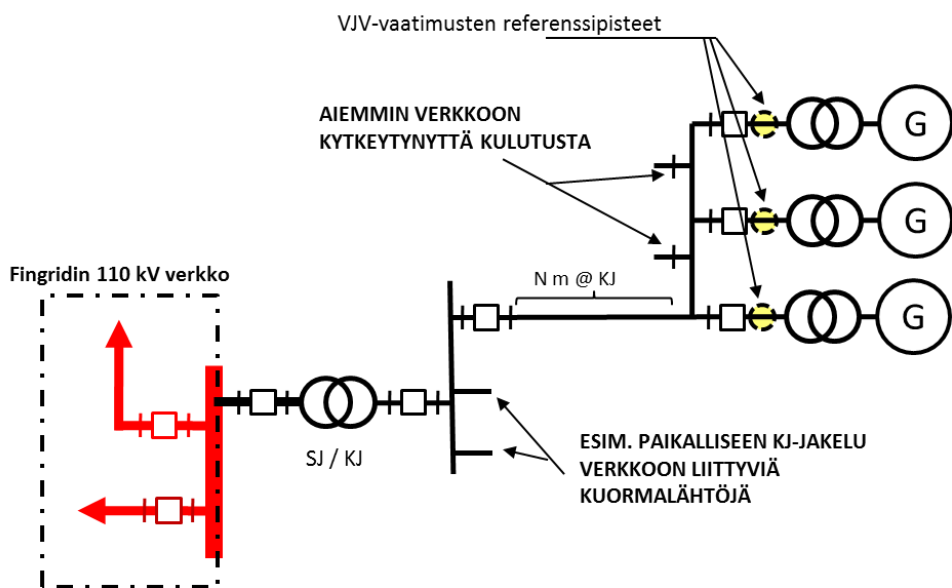 VJV-vaatimusten referenssipisteet
AIEMMIN VERKKOON
KYTKEYTYNYTTÄ KULUTUSTA
G
G
G
N m @ KJ
Fingridin 110 kV verkko
SJ / KJ
ESIM. PAIKALLISEEN KJ-JAKELU
VERKKOON LIITTYVIÄ
KUORMALÄHTÖJÄ